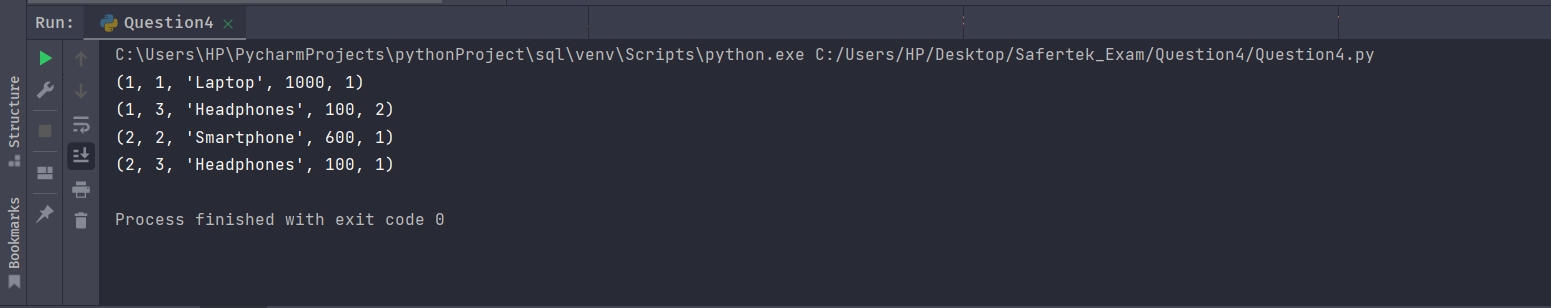 Run: Question4
C:\Users\HP\PycharmProjects\pythonProject\sql\venv\Scripts\python.exe C:/Users/HP/Desktop/Safertek_Exam/Question4/Question4.py
(1, 1, 'Laptop', 1000, 1)
(1, 3, 'Headphones', 100, 2)
(2, 2, 'Smartphone', 600, 1)
(2, 3, 'Headphones', 100, 1)
Process finished with exit code 0
Structure
Bookmarks